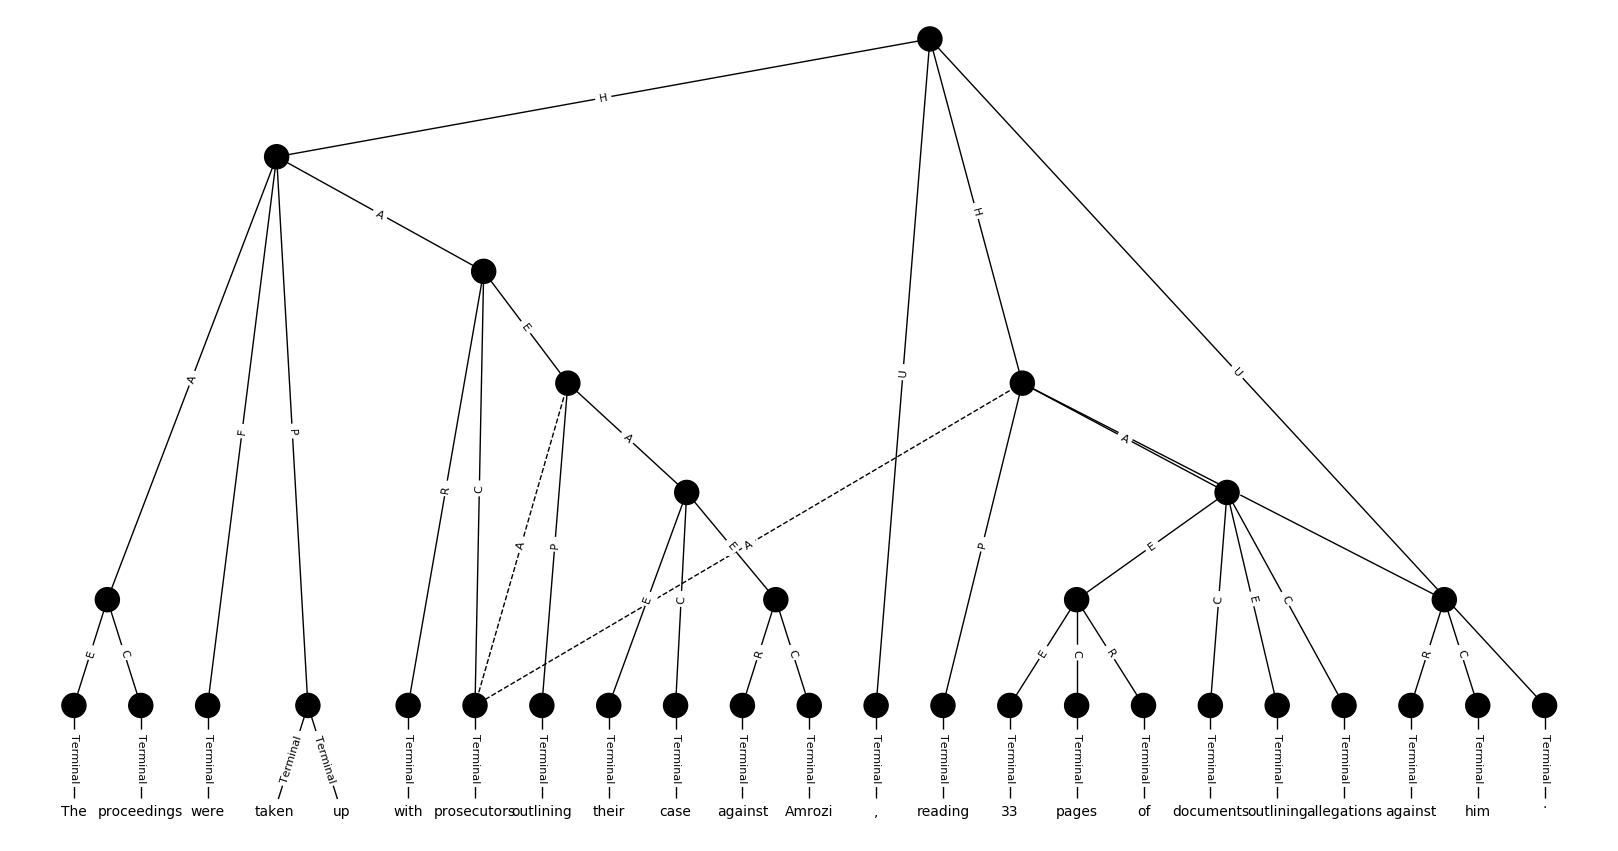 H
A
H
E
A F P U U
A A
R C A P E A P E C E C
E C R C E C R C E C R R C
Terminal Terminal Terminal Terminal Terminal Terminal Terminal Terminal Terminal Terminal Terminal Terminal Terminal Terminal Terminal Terminal Terminal Terminal Terminal Terminal Terminal Terminal Terminal
The proceedings were taken up with prosecutors outlining their case against Amrozi , reading 33 pages of documents outlining allegations against him .